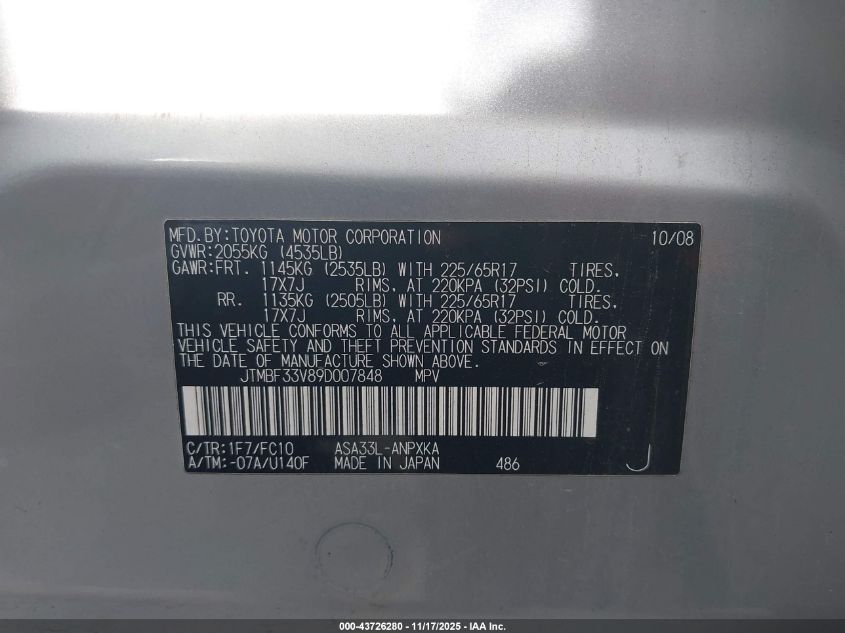 MFD.BY:TOYOTA MOTOR CORPORATION 10/08
GVWR:2055KG (4535LB)
GAWR:FRT. 1145KG (2535LB) WITH 225/65R17 TIRES,
17X7J RIMS, AT 220KPA (32PSI) COLD.
RR. 1135KG (2505LB) WITH 225/65R17 TIRES,
17X7J RIMS, AT 220KPA (32PSI) COLD.
THIS VEHICLE CONFORMS TO ALL APPLICABLE FEDERAL MOTOR
VEHICLE SAFETY AND THEFT PREVENTION STANDARDS IN EFFECT ON
THE DATE OF MANUFACTURE SHOWN ABOVE.
JTMBF33V89D007848 MPV
C/TR:1F7/FC10 ASA33L-ANPXKA
A/TM:-07A/U140F MADE IN JAPAN 486 J
000-43726280 - 11/17/2025 - IAA Inc.